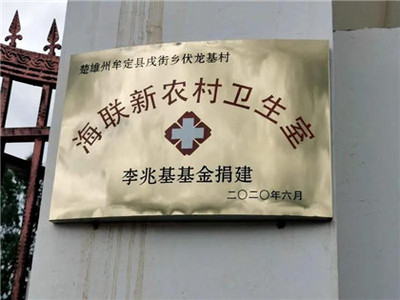 楚雄州牟定县戌街乡伏龙基村
海联新农村卫生室
李兆基基金捐建
二〇二〇年六月